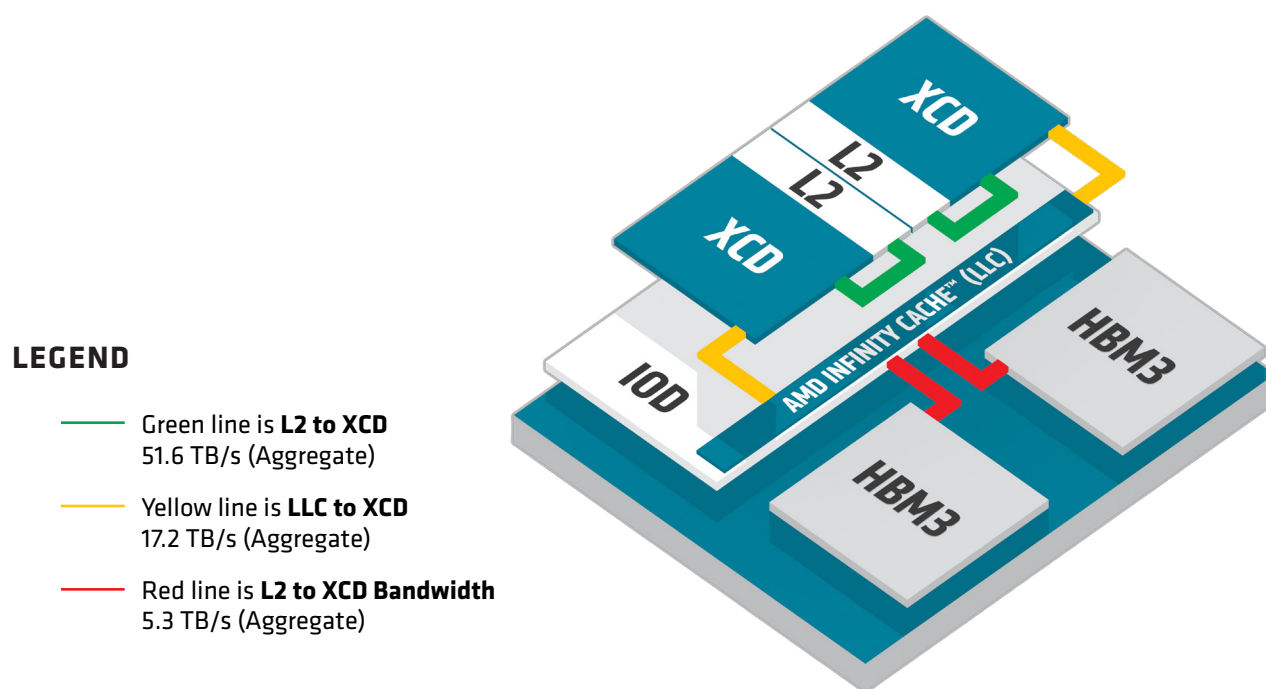 XCD
L2
L2
XCD
AMD INFINITY CACHE™ (LLC)
HBM3
IOD
HBM3
LEGEND
Green line is L2 to XCD
51.6 TB/s (Aggregate)
Yellow line is LLC to XCD
17.2 TB/s (Aggregate)
Red line is L2 to XCD Bandwidth
5.3 TB/s (Aggregate)